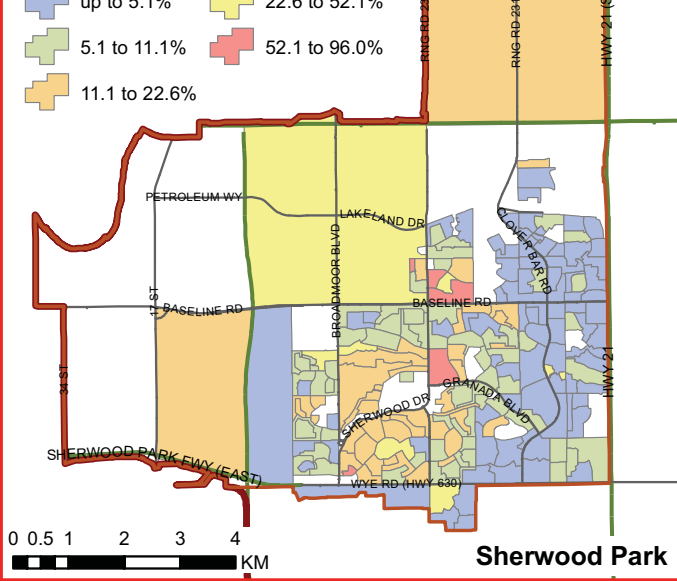 up to 5.1%
22.6 to 52.1%
5.1 to 11.1%
52.1 to 96.0%
11.1 to 22.6%
RNG RD 23
RNG RD 231
HWY 21 (S
PETROLEUM WY
LAKELAND DR
CLOVER BAR RD
BROADMOOR BLVD
17 ST
BASELINE RD
BASELINE RD
34 ST
HWY 21
GRANADA BLVD
SHERWOOD DR
SHERWOOD PARK FWY (EAST)
WYE RD (HWY 630)
0 0.5 1 2 3 4
KM
Sherwood Park